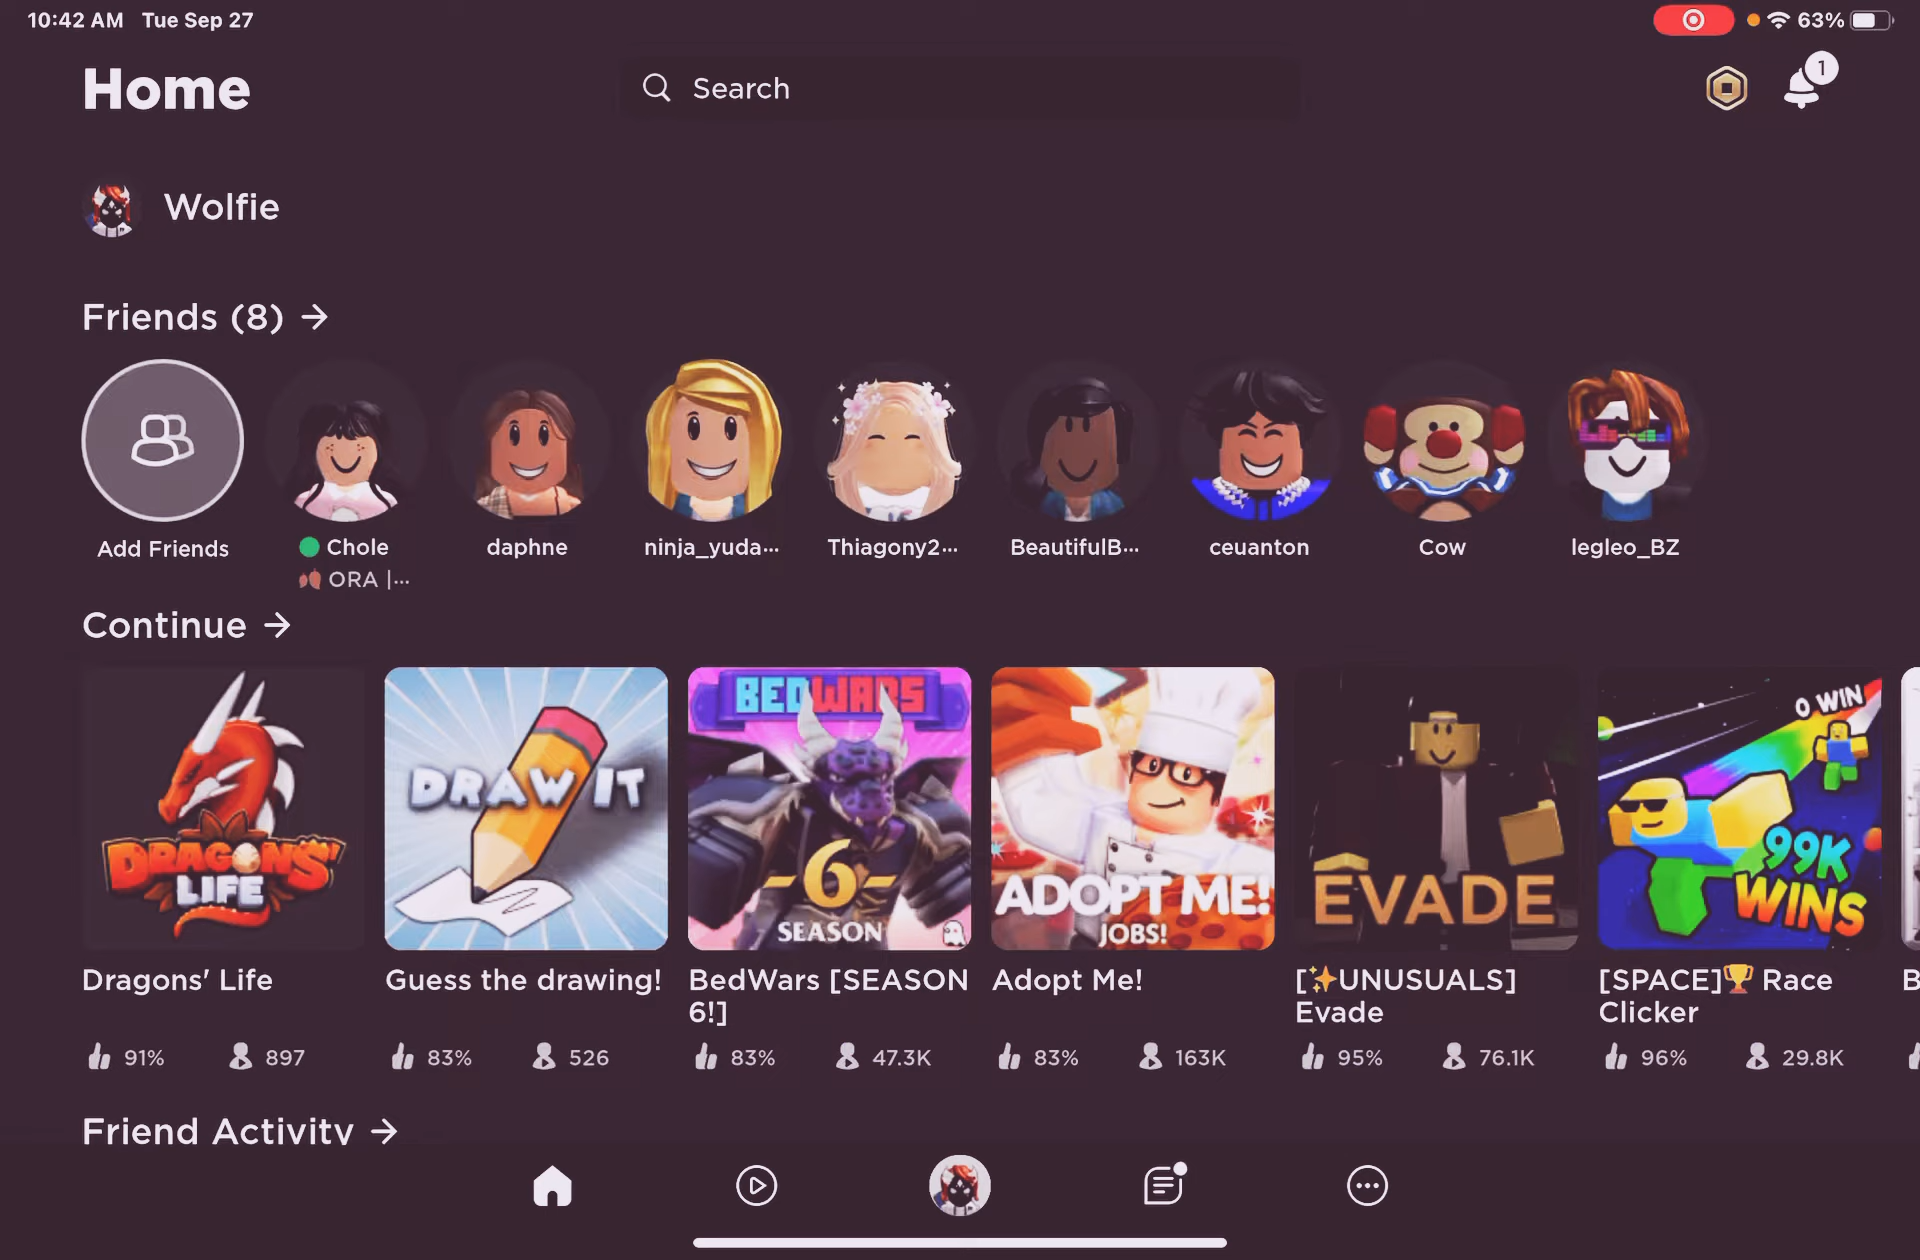 10:42 AM Tue Sep 27
63%
Home
Search
1
Wolfie
Friends (8) →
Add Friends
Chole
ORA |...
daphne
ninja_yuda...
Thiagony2...
BeautifulB...
ceuanton
Cow
legleo_BZ
Continue →
DRAGONS' LIFE
DRAW IT
BEDWARS
-6-
SEASON
ADOPT ME!
JOBS!
EVADE
0 WIN
99K
WINS
Dragons' Life
Guess the drawing!
BedWars [SEASON
6!]
Adopt Me!
[✨UNUSUALS]
Evade
[SPACE]🏆 Race
Clicker
B
91% 897
83% 526
83% 47.3K
83% 163K
95% 76.1K
96% 29.8K
Friend Activity →